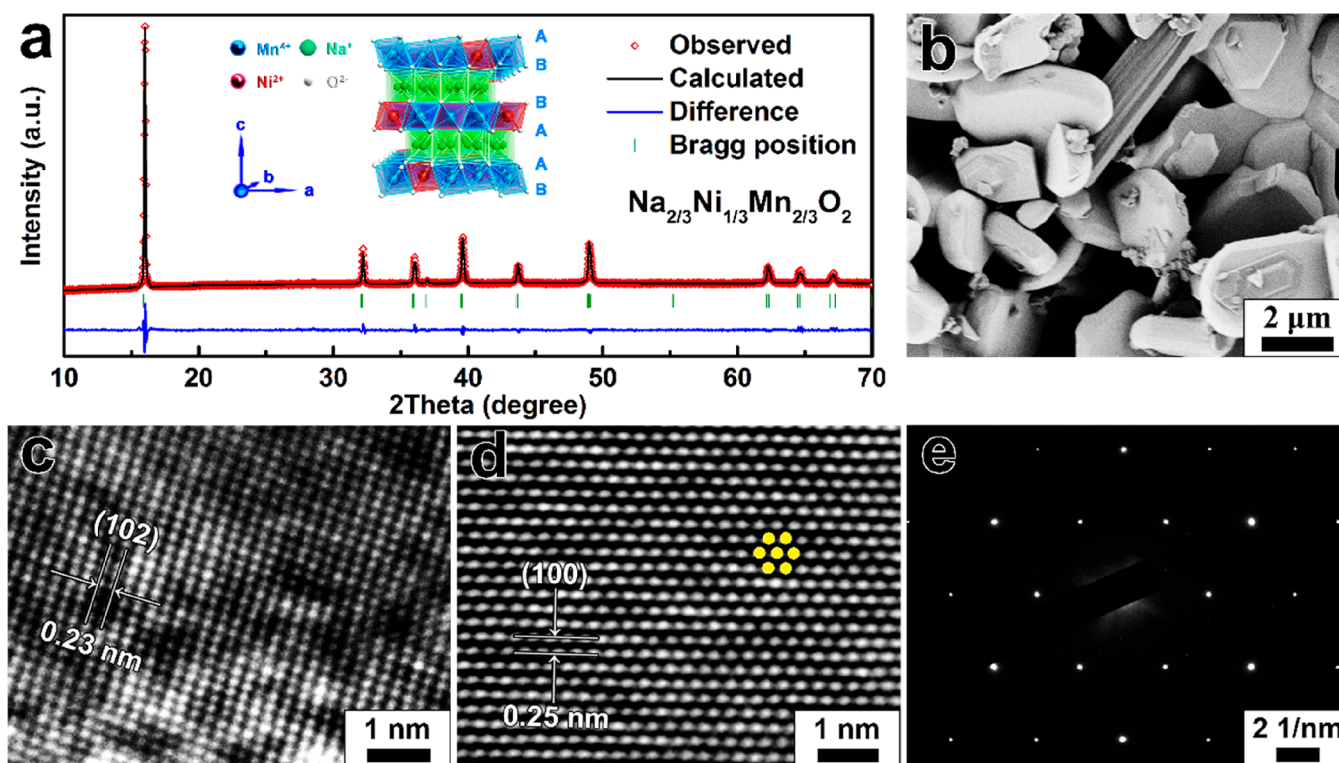 a
Intensity (a.u.)
Mn⁴⁺ Na⁺
Ni²⁺ O²⁻
c
b
a
A
B
B
A
A
B
Observed
Calculated
Difference
Bragg position
Na₂/₃Ni₁/₃Mn₂/₃O₂
10 20 30 40 50 60 70
2Theta (degree)
b
2 μm
c
(102)
0.23 nm
1 nm
d
(100)
0.25 nm
1 nm
e
2 1/nm